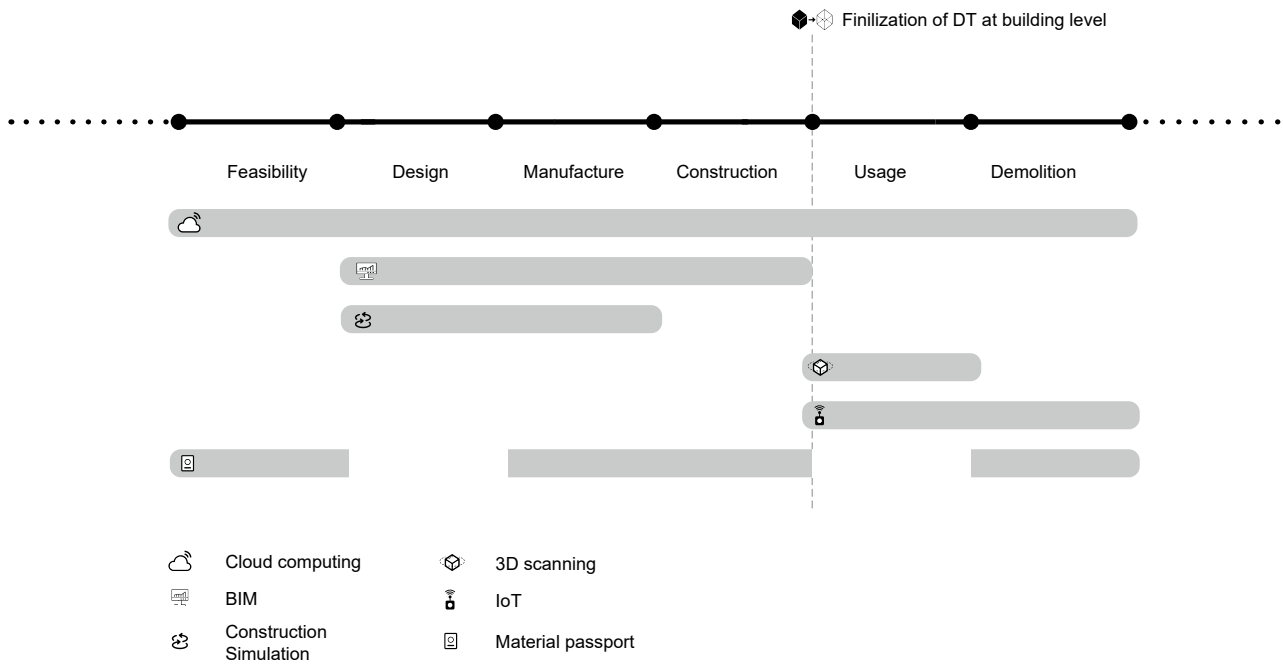 Finilization of DT at building level
Feasibility
Design
Manufacture
Construction
Usage
Demolition
Cloud computing
BIM
Construction
Simulation
3D scanning
IoT
Material passport